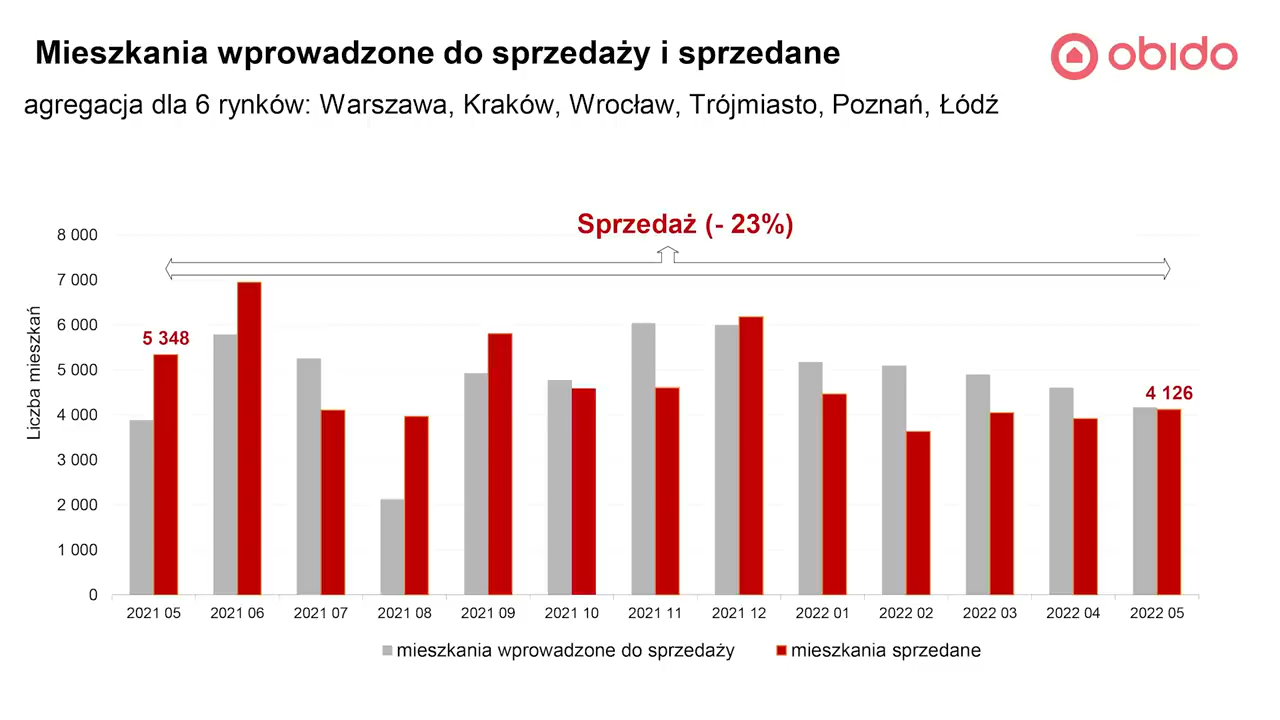 Mieszkania wprowadzone do sprzedaży i sprzedane
obido
agregacja dla 6 rynków: Warszawa, Kraków, Wrocław, Trójmiasto, Poznań, Łódź
Sprzedaż (- 23%)
8 000
7 000
6 000
5 000
4 000
3 000
2 000
1 000
0
Liczba mieszkań
5 348
4 126
2021 05 2021 06 2021 07 2021 08 2021 09 2021 10 2021 11 2021 12 2022 01 2022 02 2022 03 2022 04 2022 05
mieszkania wprowadzone do sprzedaży mieszkania sprzedane